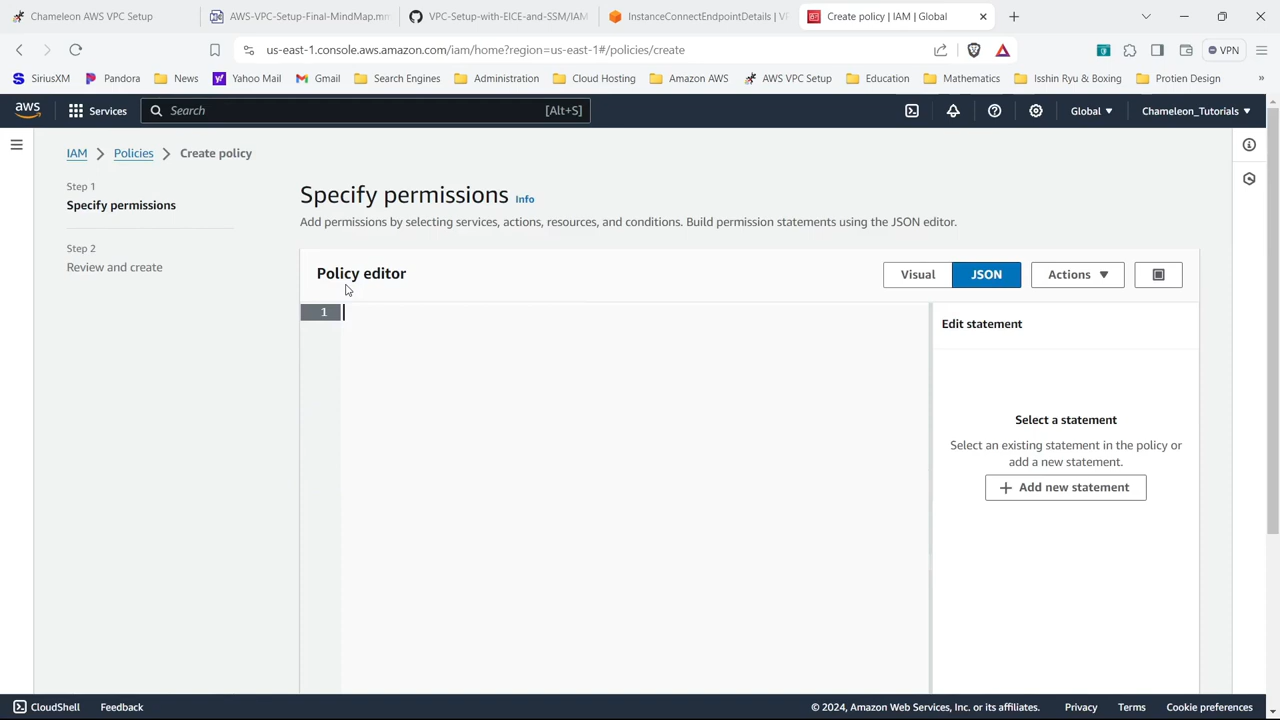 Chameleon AWS VPC Setup
AWS-VPC-Setup-Final-MindMap.mm
VPC-Setup-with-EICE-and-SSM/IAM
InstanceConnectEndpointDetails | VP
Create policy | IAM | Global
us-east-1.console.aws.amazon.com/iam/home?region=us-east-1#/policies/create
VPN
SiriusXM
Pandora
News
Yahoo Mail
Gmail
Search Engines
Administration
Cloud Hosting
Amazon AWS
AWS VPC Setup
Education
Mathematics
Isshin Ryu & Boxing
Protien Design
»
aws
Services
Search
[Alt+S]
Global
Chameleon_Tutorials
IAM
Policies
Create policy
Step 1
Specify permissions
Step 2
Review and create
Specify permissions Info
Add permissions by selecting services, actions, resources, and conditions. Build permission statements using the JSON editor.
Policy editor
Visual
JSON
Actions
1
Edit statement
Select a statement
Select an existing statement in the policy or
add a new statement.
+ Add new statement
CloudShell
Feedback
© 2024, Amazon Web Services, Inc. or its affiliates.
Privacy
Terms
Cookie preferences